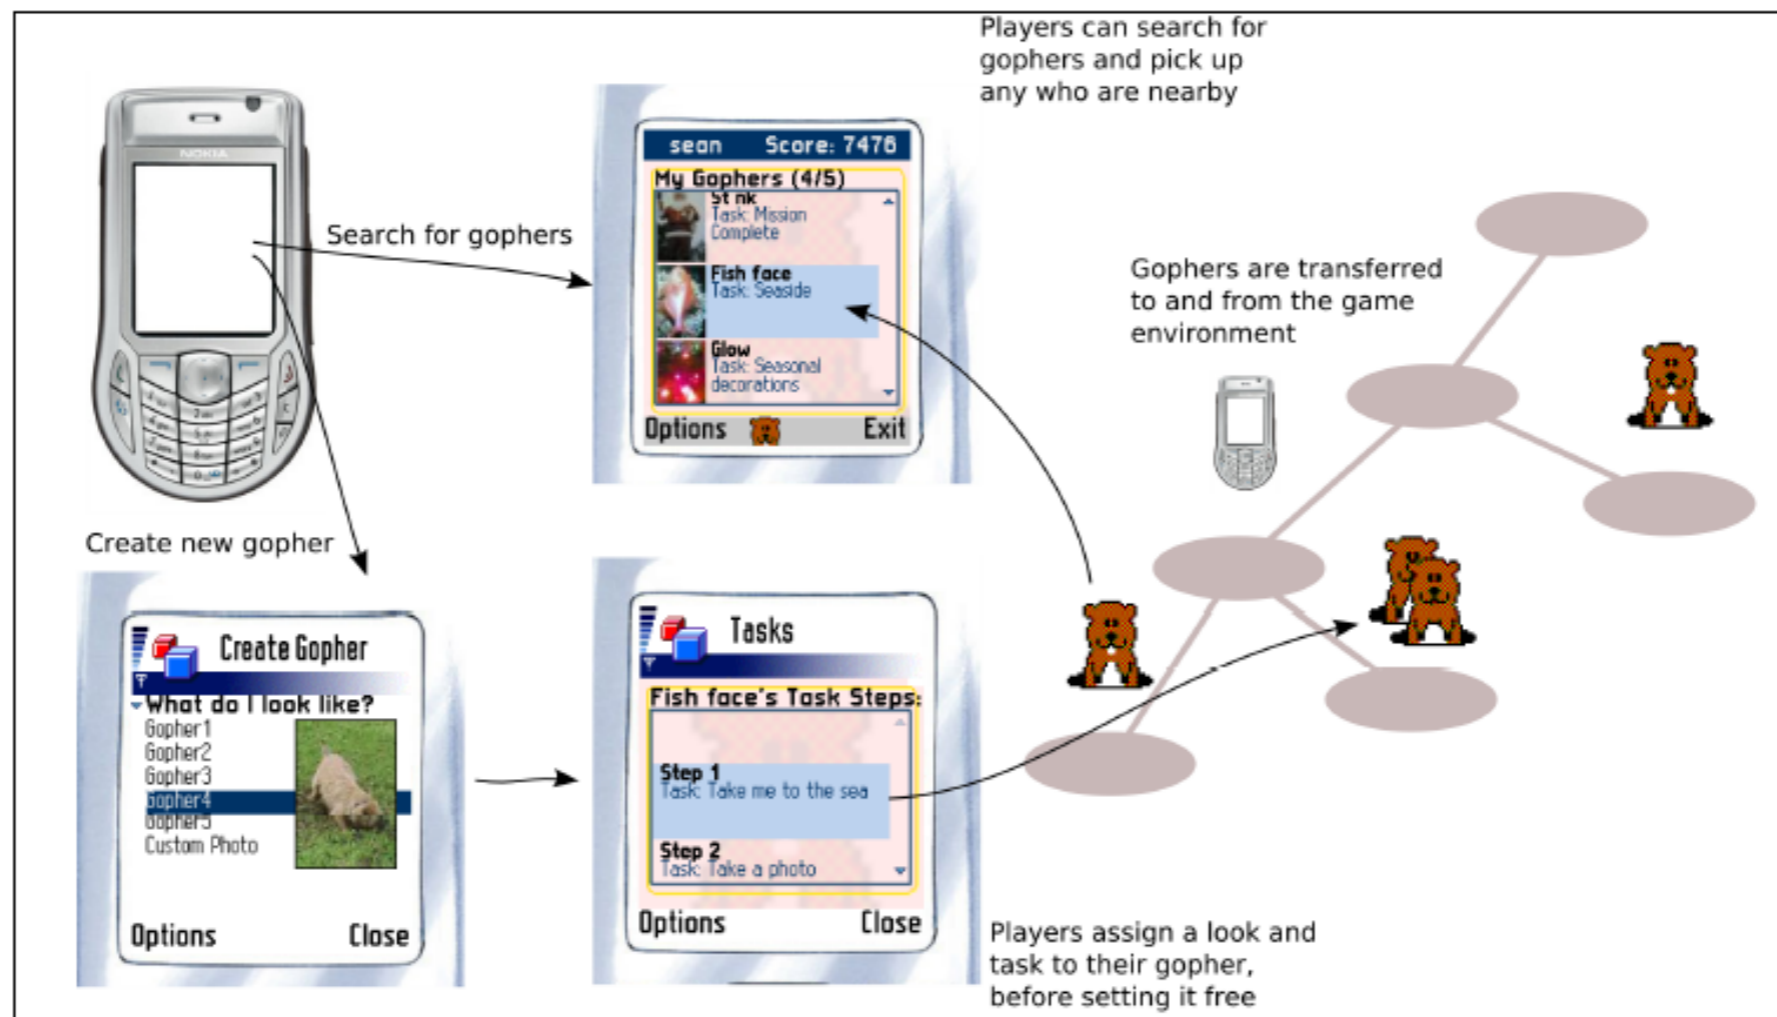 Players can search for
gophers and pick up
any who are nearby
NOKIA
Search for gophers
sean Score: 7476
My Gophers (4/5)
Stink
Task: Mission
Complete
Fish face
Task: Seaside
Glow
Task: Seasonal
decorations
Options Exit
Gophers are transferred
to and from the game
environment
Create new gopher
Create Gopher
What do I look like?
Gopher1
Gopher2
Gopher3
Gopher4
Gopher5
Custom Photo
Options Close
Tasks
Fish face's Task Steps:
Step 1
Task: Take me to the sea
Step 2
Task: Take a photo
Options Close
Players assign a look and
task to their gopher,
before setting it free